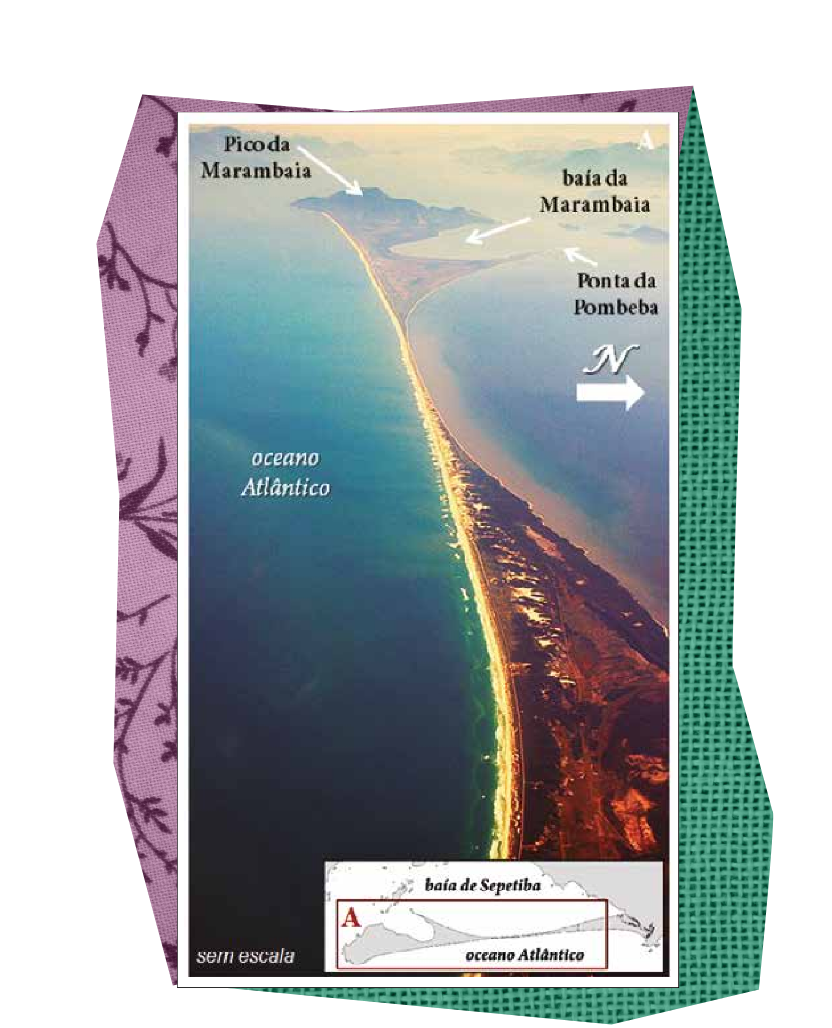 A
Pico da
Marambaia
baía da
Marambaia
Ponta da
Pombeba
N
oceano
Atlântico
baía de Sepetiba
A
oceano Atlântico
sem escala